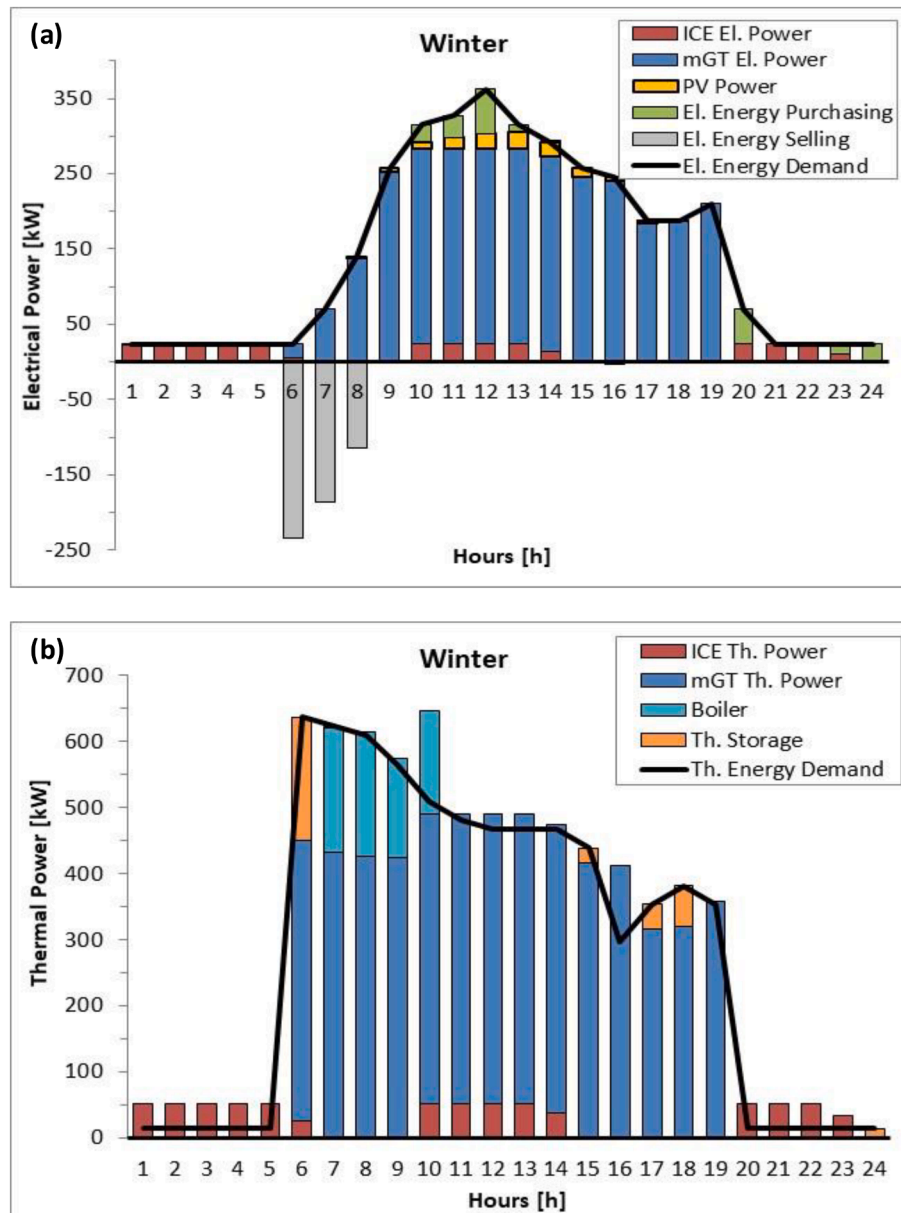 (a)
Winter
ICE El. Power
mGT El. Power
PV Power
El. Energy Purchasing
El. Energy Selling
El. Energy Demand
Electrical Power [kW]
350
250
150
50
-50
-150
-250
1 2 3 4 5 6 7 8 9 10 11 12 13 14 15 16 17 18 19 20 21 22 23 24
Hours [h]
(b)
Winter
ICE Th. Power
mGT Th. Power
Boiler
Th. Storage
Th. Energy Demand
Thermal Power [kW]
700
600
500
400
300
200
100
0
1 2 3 4 5 6 7 8 9 10 11 12 13 14 15 16 17 18 19 20 21 22 23 24
Hours [h]